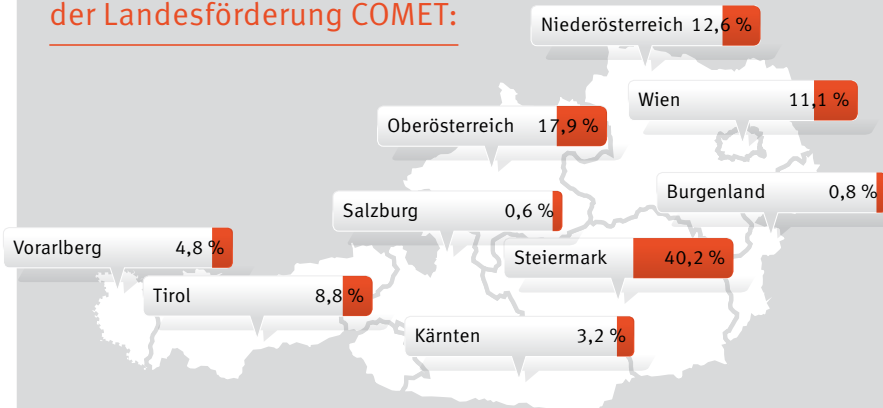 der Landesförderung COMET:
Niederösterreich 12,6 %
Wien 11,1 %
Oberösterreich 17,9 %
Burgenland 0,8 %
Salzburg 0,6 %
Vorarlberg 4,8 %
Steiermark 40,2 %
Tirol 8,8 %
Kärnten 3,2 %